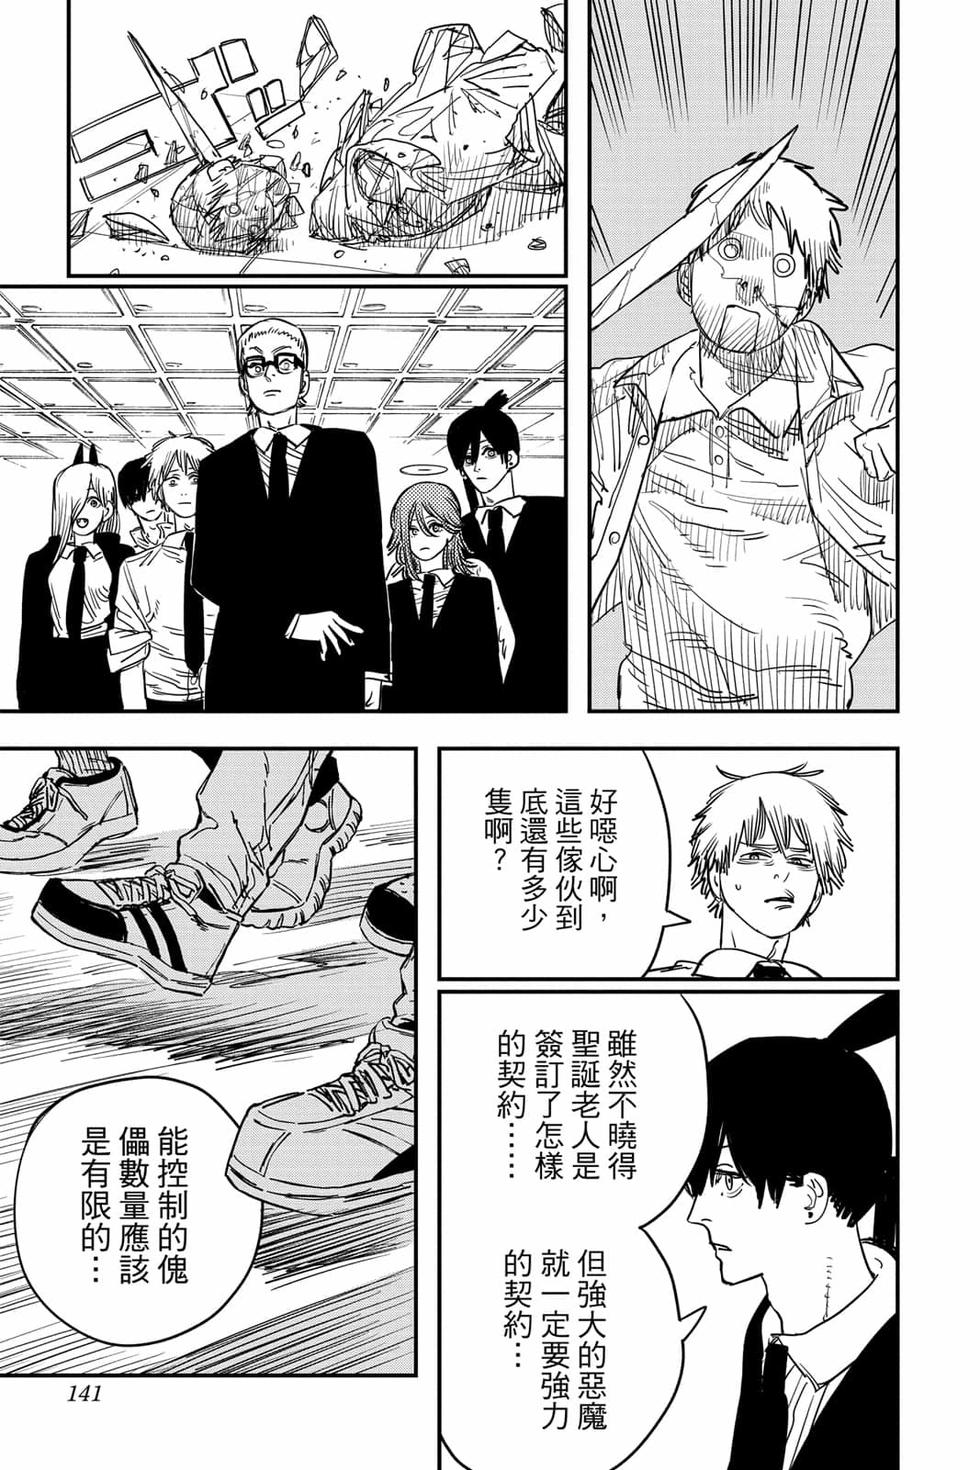 好噁心啊，
這些傢伙到
底還有多少
隻啊？
雖然不曉得
聖誕老人是
簽訂了怎樣
的契約……
但強大的惡魔
就一定要強力
的契約…
能控制的傀
儡數量應該
是有限的…
141